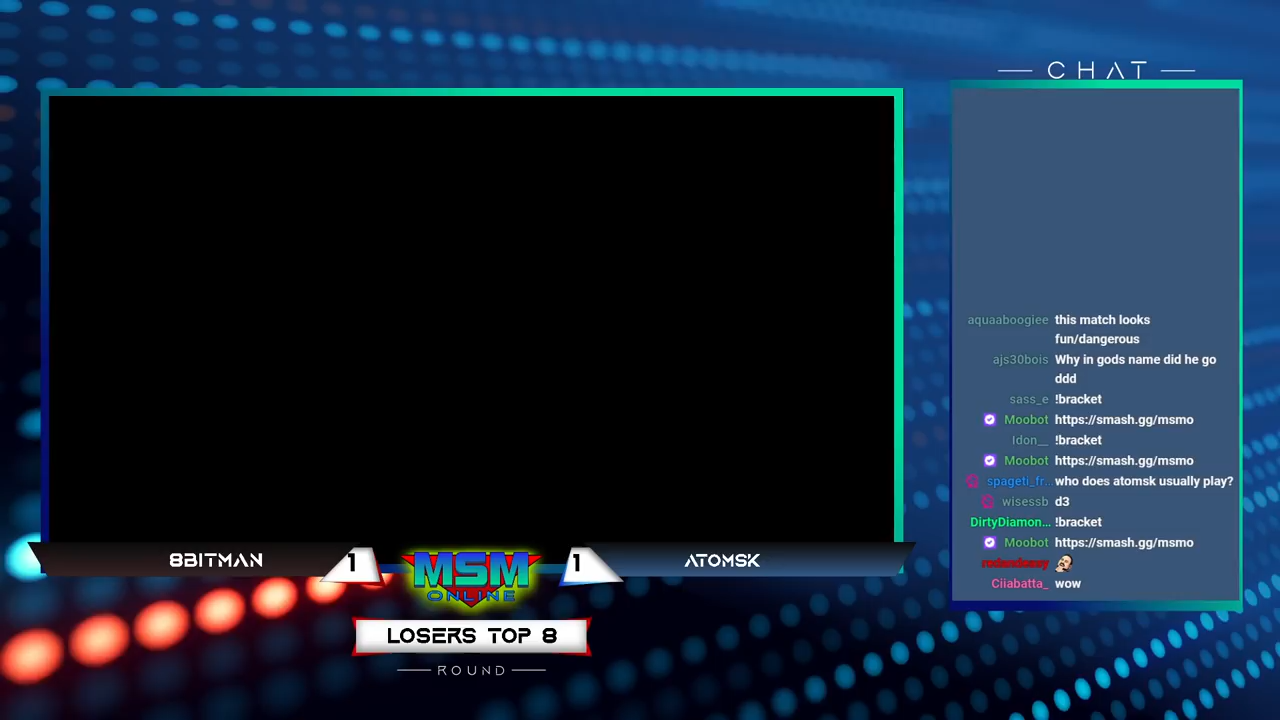 CHAT
aquaaboogiee this match looks
fun/dangerous
ajs30bois Why in gods name did he go
ddd
sass_e !bracket
Moobot https://smash.gg/msmo
Idon__ !bracket
Moobot https://smash.gg/msmo
spageti_fr... who does atomsk usually play?
wisessb d3
DirtyDiamon... !bracket
Moobot https://smash.gg/msmo
Ciiabatta_ wow
8BITMAN 1 MSM 1 ATOMSK
ONLINE
LOSERS TOP 8
ROUND